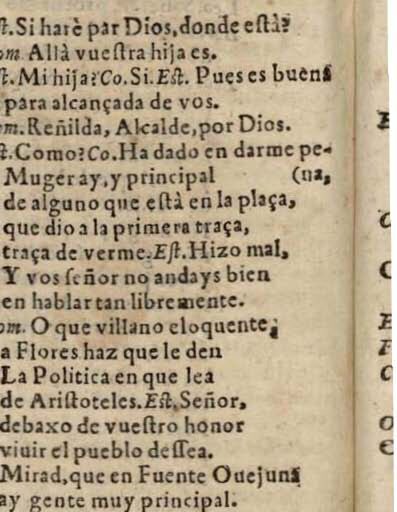 st. Si harè par Dios, donde està?
om. Allà vuestra hija es.
st. Mi hija? Co. Si. Est. Pues es buena
para alcançada de vos.
om. Reñilda, Alcalde, por Dios.
st. Como? Co. Ha dado en darme pe-
Muger ay, y principal (na,
de alguno que està en la plaça,
que dio a la primera traça,
traça de verme. Est. Hizo mal,
Y vos señor no andays bien
en hablar tan libremente.
om. O que villano eloquente,
a Flores haz que le den
La Politica en que lea
de Aristoteles. Est. Señor,
debaxo de vuestro honor
viuir el pueblo dessea.
Mirad, que en Fuente Ouejuna
ay gente muy principal.